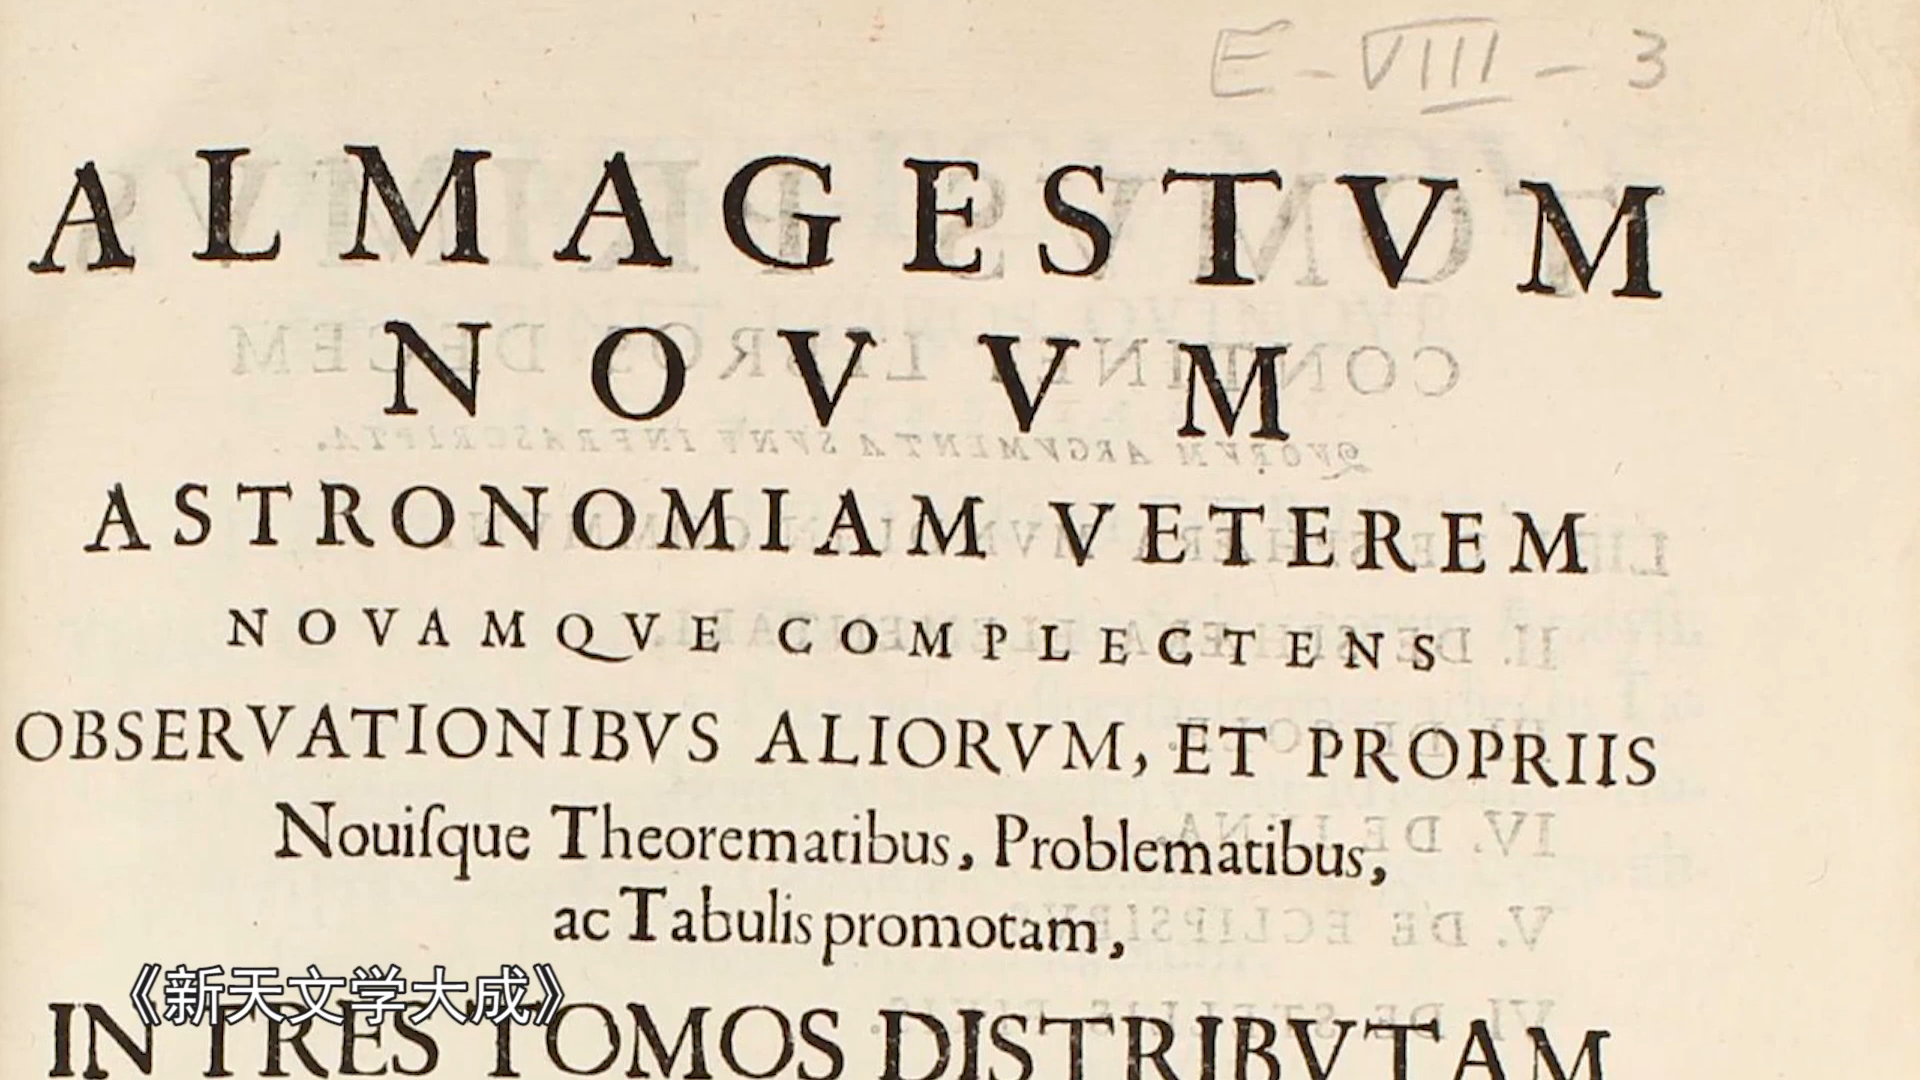 E-VIII-3
ALMAGESTVM
NOVVM
ASTRONOMIAM VETEREM
NOVAMQVE COMPLECTENS
OBSERVATIONIBVS ALIORVM, ET PROPRIIS
Nouiſque Theorematibus, Problematibus,
ac Tabulis promotam,
《新天文学大成》
IN TRES TOMOS DISTRIBVTAM